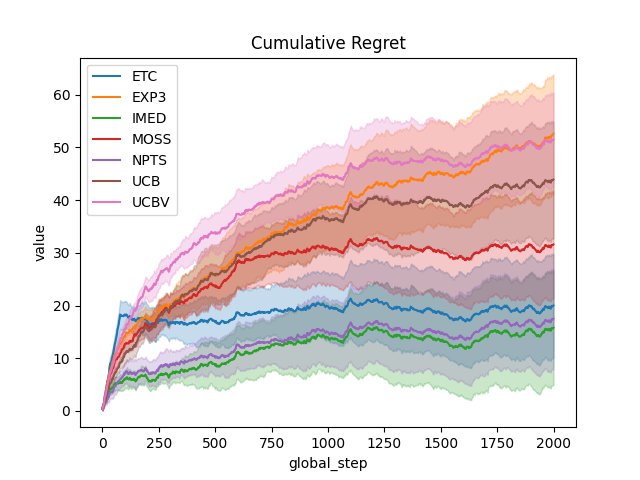 Cumulative Regret
ETC
EXP3
IMED
MOSS
NPTS
UCB
UCBV
value
60
50
40
30
20
10
0
0 250 500 750 1000 1250 1500 1750 2000
global_step